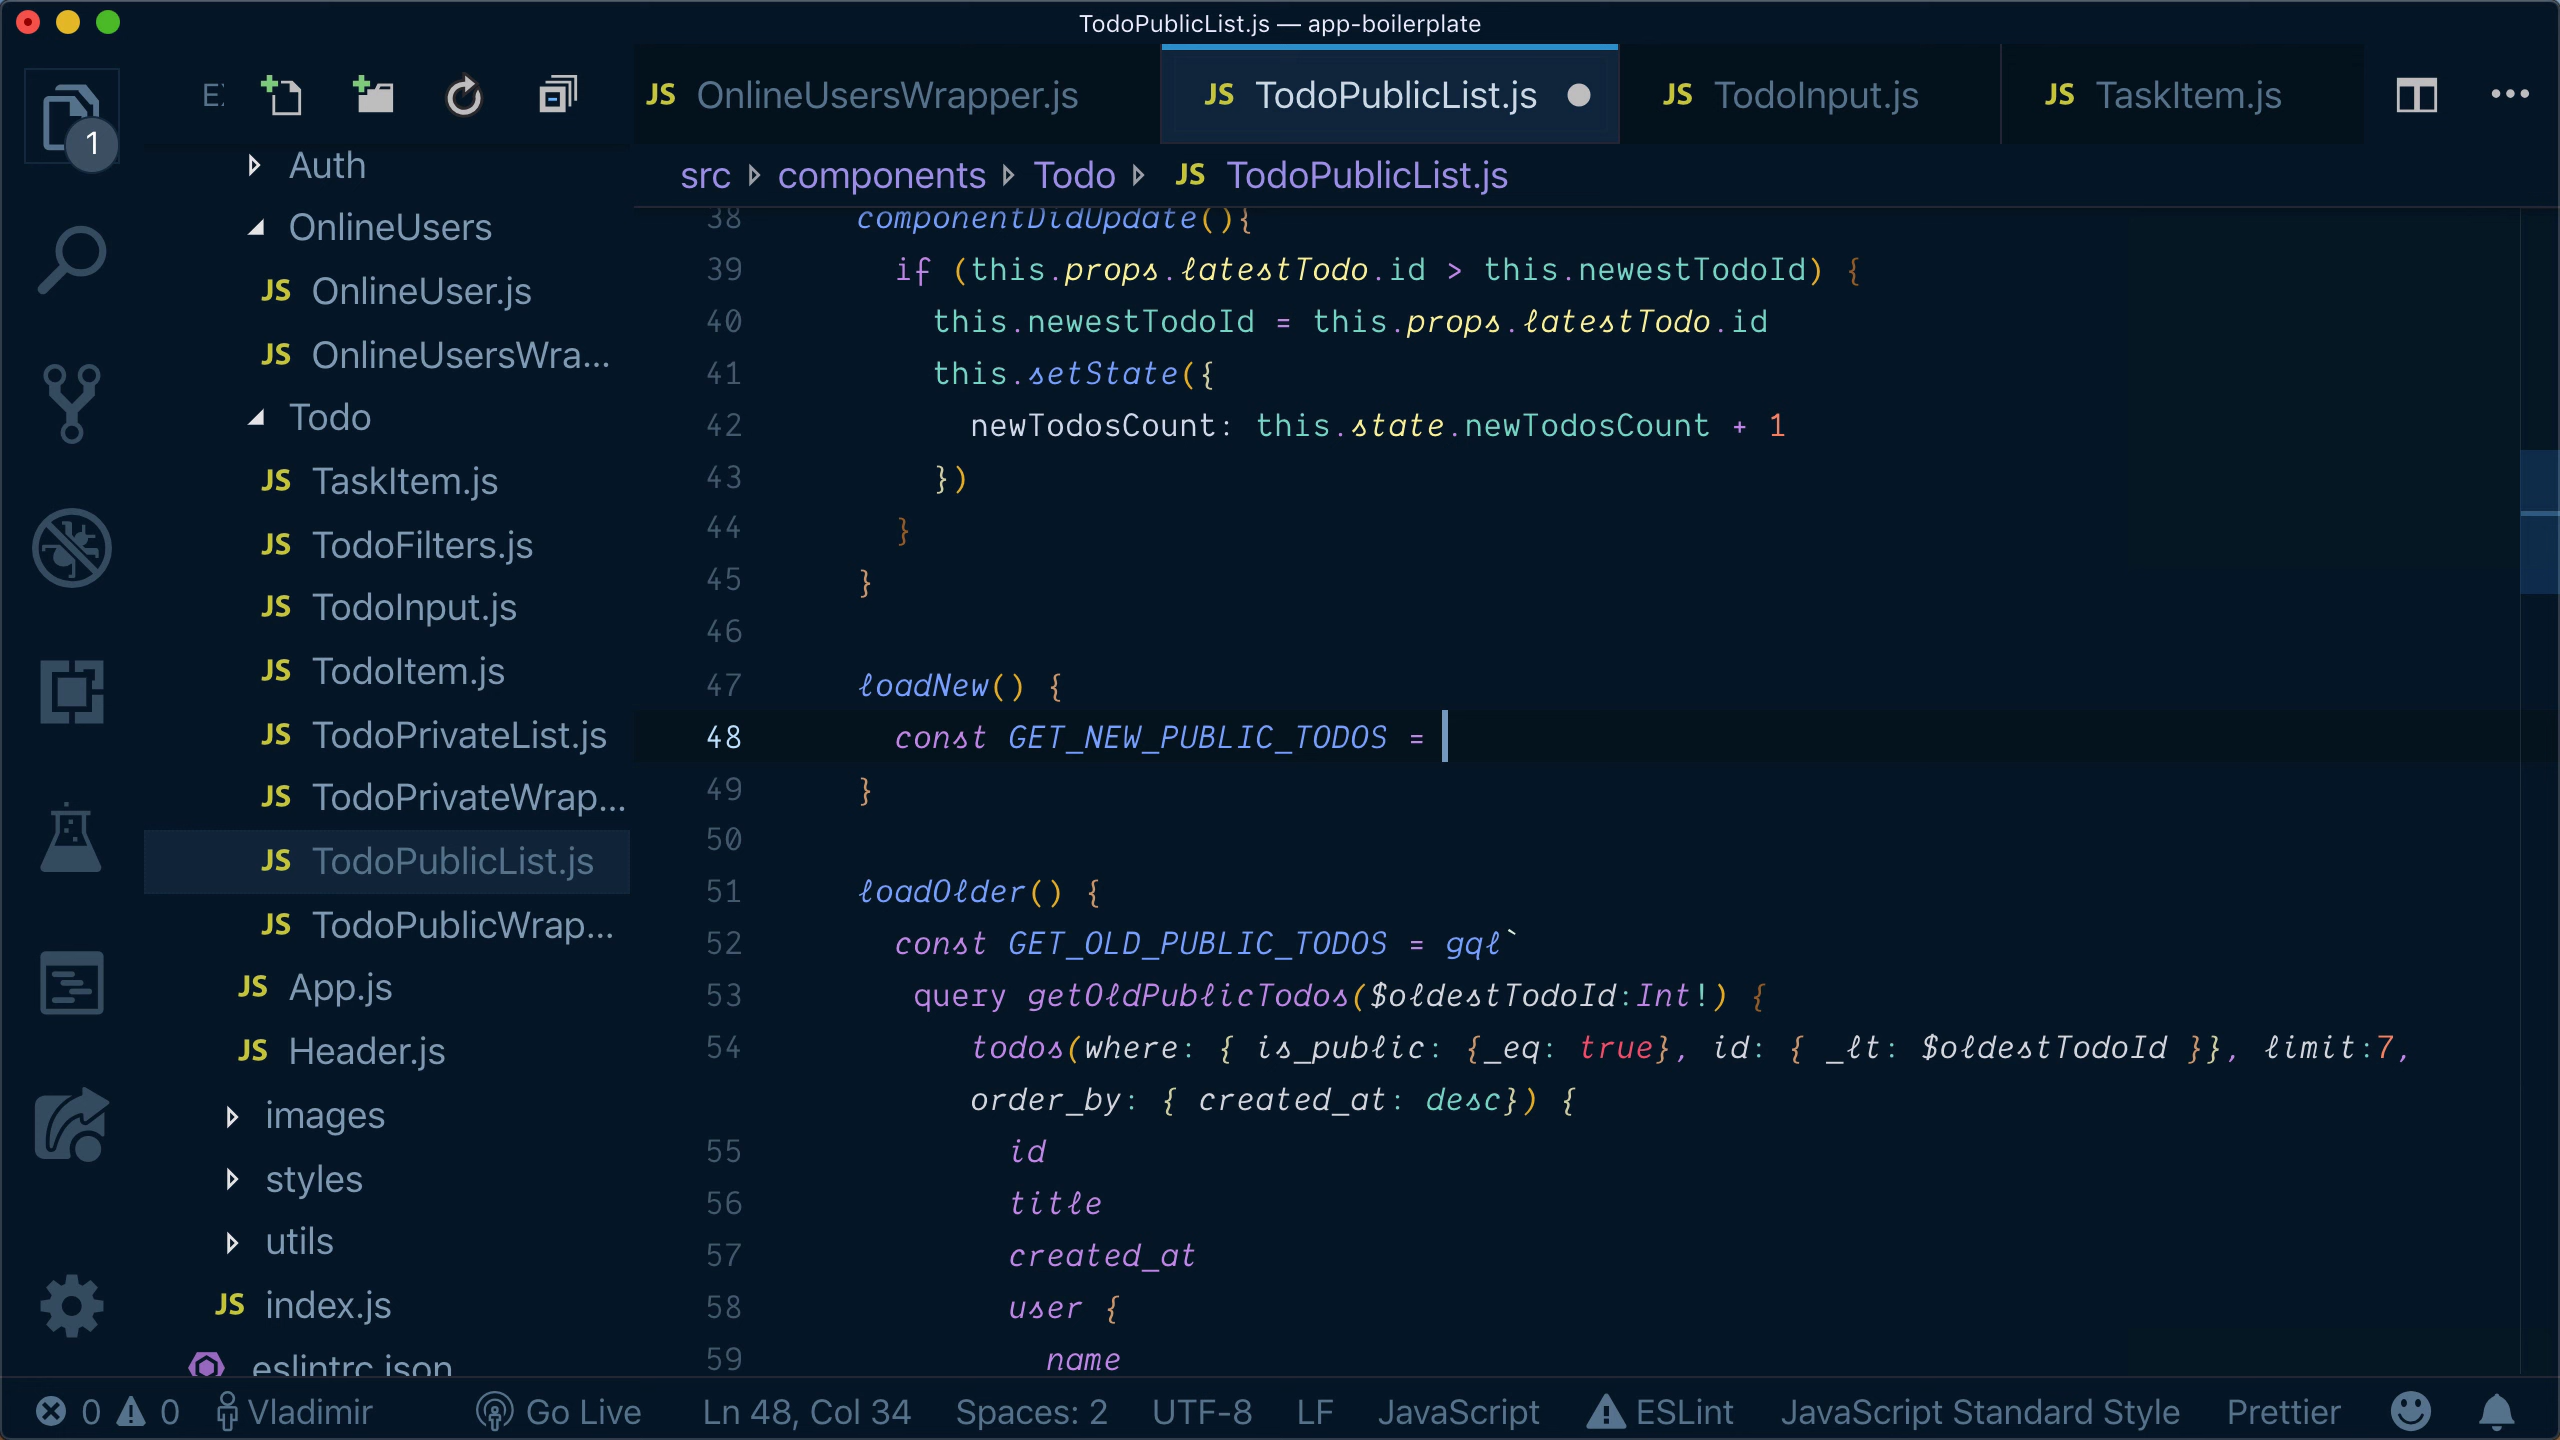 TodoPublicList.js — app-boilerplate
JS OnlineUsersWrapper.js
JS TodoPublicList.js
JS TodoInput.js
JS TaskItem.js
1
src components Todo JS TodoPublicList.js
Auth
OnlineUsers
JS OnlineUser.js
JS OnlineUsersWra...
Todo
JS TaskItem.js
JS TodoFilters.js
JS TodoInput.js
JS TodoItem.js
JS TodoPrivateList.js
JS TodoPrivateWrap...
JS TodoPublicList.js
JS TodoPublicWrap...
JS App.js
JS Header.js
images
styles
utils
JS index.js
eslintrc.json
38 componentDidUpdate(){
39 if (this.props.latestTodo.id > this.newestTodoId) {
40 this.newestTodoId = this.props.latestTodo.id
41 this.setState({
42 newTodosCount: this.state.newTodosCount + 1
43 })
44 }
45 }
46
47 loadNew() {
48 const GET_NEW_PUBLIC_TODOS =
49 }
50
51 loadOlder() {
52 const GET_OLD_PUBLIC_TODOS = gql`
53 query getOldPublicTodos($oldestTodoId:Int!) {
54 todos(where: { is_public: {_eq: true}, id: { _lt: $oldestTodoId }}, limit:7,
order_by: { created_at: desc}) {
55 id
56 title
57 created_at
58 user {
59 name
0 0 Vladimir Go Live Ln 48, Col 34 Spaces: 2 UTF-8 LF JavaScript ESLint JavaScript Standard Style Prettier